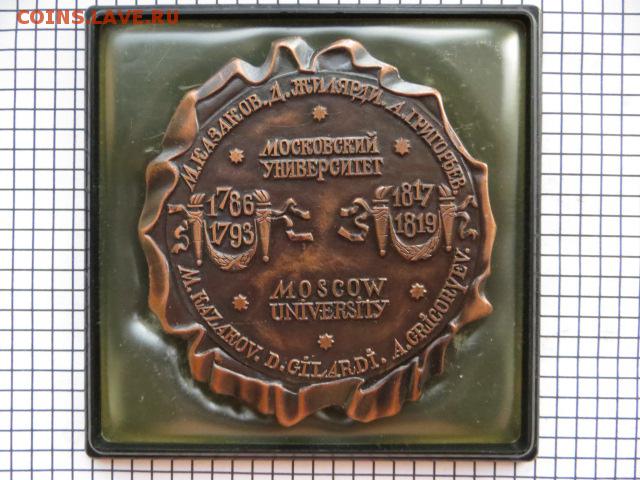 COINS.LAVE.RU
М.КАЗАКОВ. Д. ЖИЛЯРДИ. А. ГРИГОРЬЕВ.
МОСКОВСКИЙ
УНИВЕРСИТЕТ
1786 1817
1793 1819
MOSCOW
UNIVERSITY
M. KAZAKOV. D. GILARDI. A. GRIGORYEV.